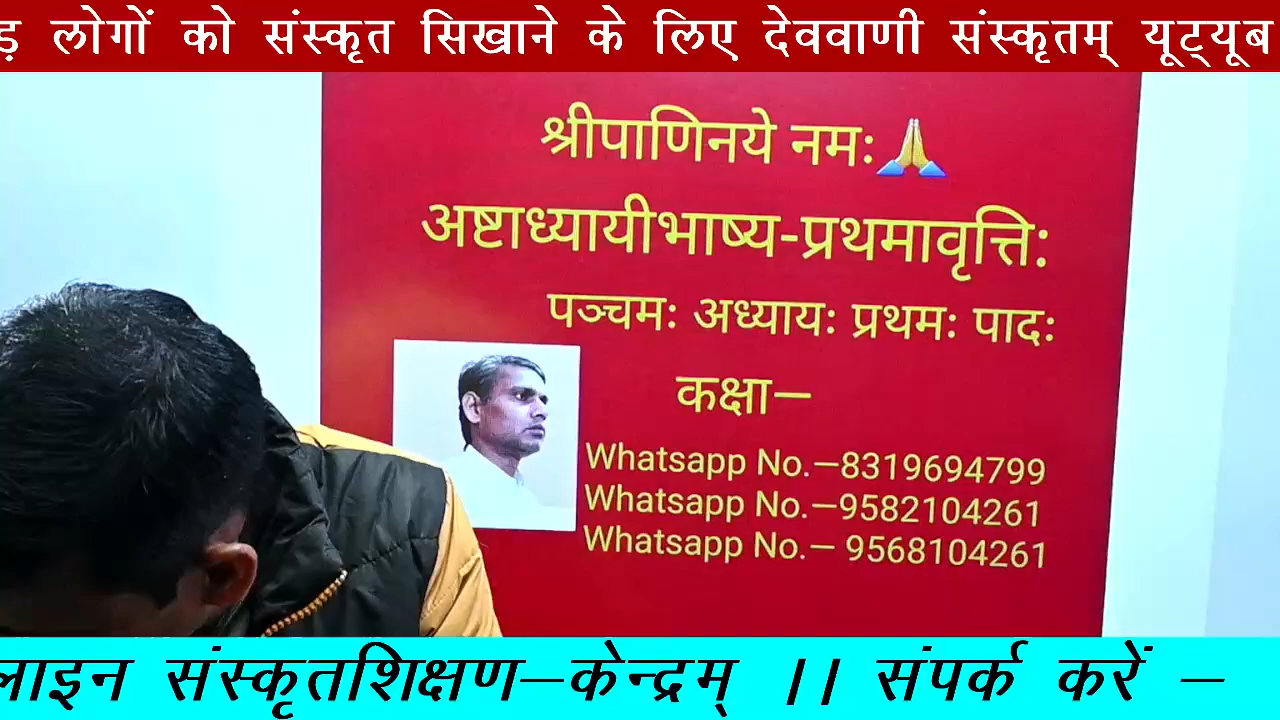 लोगों को संस्कृत सिखाने के लिए देववाणी संस्कृतम् यूट्यूब
श्रीपाणिनये नमः🙏
अष्टाध्यायीभाष्य-प्रथमावृत्ति:
पञ्चमः अध्यायः प्रथमः पादः
कक्षा—
Whatsapp No.—8319694799
Whatsapp No.—9582104261
Whatsapp No.— 9568104261
संस्कृतशिक्षण—केन्द्रम् ।। संपर्क करें —